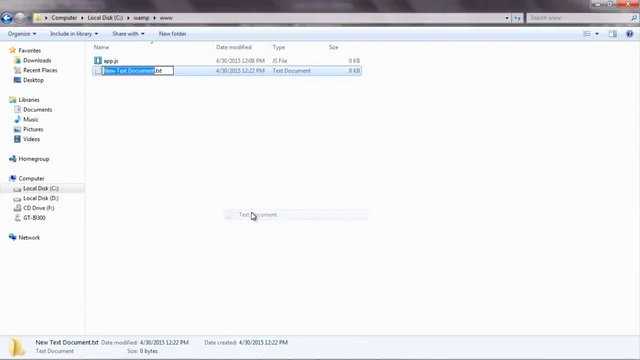 Computer ▸ Local Disk (C:) ▸ wamp ▸ www
Search www
Organize
Include in library
Share with
New folder
Favorites
Downloads
Recent Places
Desktop
Libraries
Documents
Music
Pictures
Videos
Homegroup
Computer
Local Disk (C:)
Local Disk (D:)
CD Drive (F:)
GT-I9300
Network
Name Date modified Type Size
app.js 4/30/2015 12:08 PM JS File 0 KB
New Text Document.txt 4/30/2015 12:22 PM Text Document 0 KB
Text Document
New Text Document.txt Date modified: 4/30/2015 12:22 PM Date created: 4/30/2015 12:22 PM
Text Document Size: 0 bytes